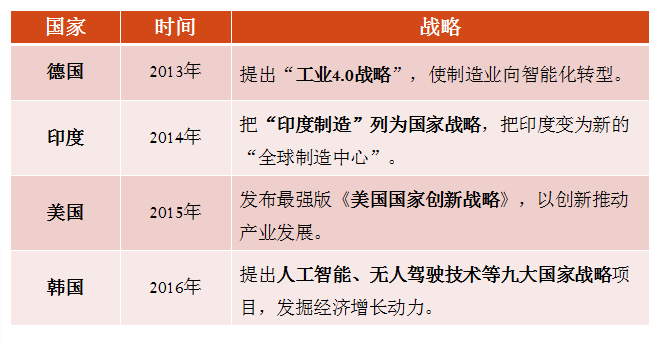 国家 时间 战略
德国 2013年 提出“工业4.0战略”，使制造业向智能化转型。
印度 2014年 把“印度制造”列为国家战略，把印度变为新的
“全球制造中心”。
美国 2015年 发布最强版《美国国家创新战略》，以创新推动
产业发展。
韩国 2016年 提出人工智能、无人驾驶技术等九大国家战略项
目，发掘经济增长动力。